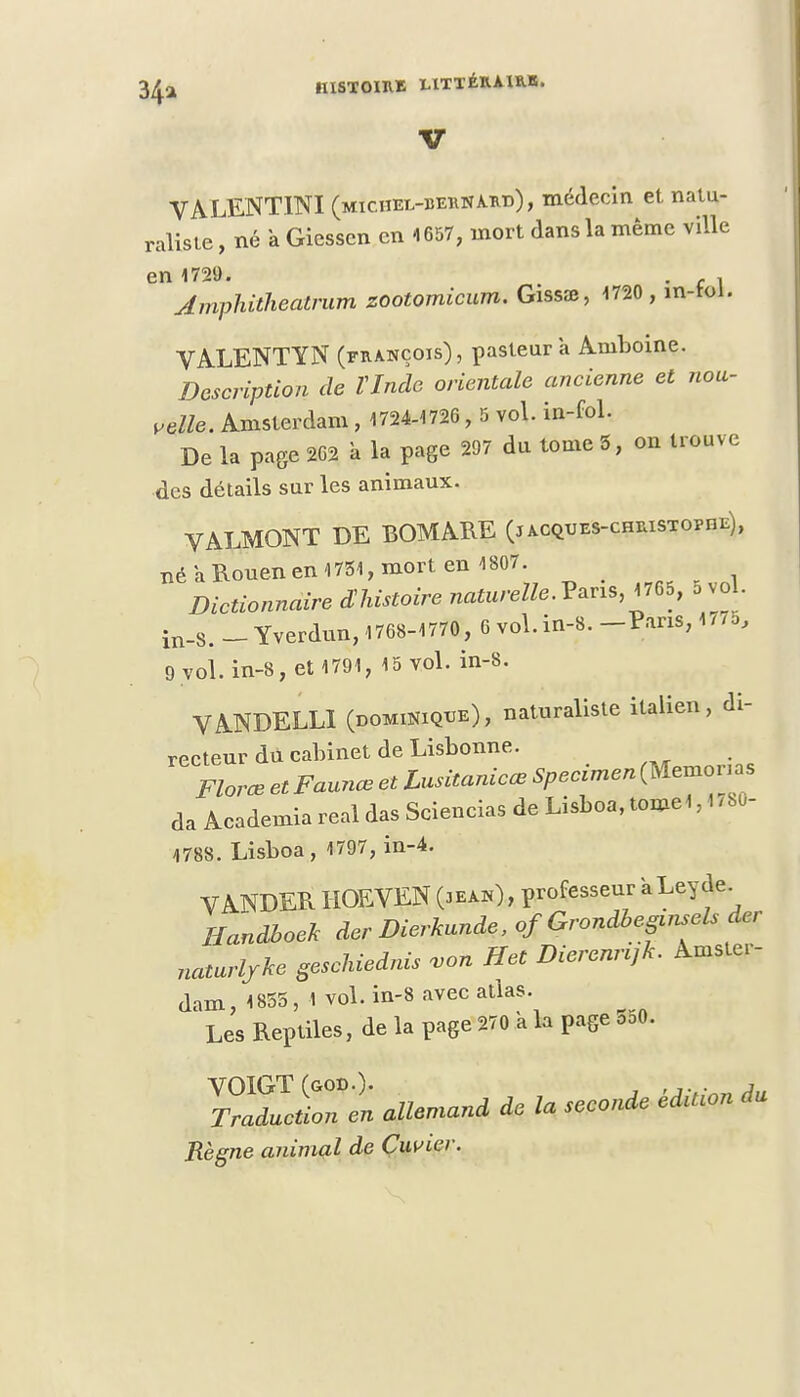 342 HISTOIRE LITTÉRAIRE.
V
VALENTINI (MICHEL-BERNARD), médecin et natu-
raliste, né à Giessen en 1657, mort dans la même ville
en 1729.
Amphitheatrum zootomicum. Gissæ, 1720, in-fol.
VALENTYN (FRANÇOIS), pasteur à Amboine.
Description de l'Inde orientale ancienne et nou-
velle. Amsterdam, 1724-1726, 5 vol. in-fol.
De la page 262 à la page 297 du tome 3, on trouve
des détails sur les animaux.
VALMONT DE BOMARE (JACQUES-CHRISTOPHE),
né à Rouen en 1731, mort en 1807.
Dictionnaire d'histoire naturelle. Paris, 1765, 5 vol.
in-8. — Yverdun, 1768-1770, 6 vol. in-8. — Paris, 1775,
9 vol. in-8, et 1791, 15 vol. in-8.
VANDELLI (DOMINIQUE), naturaliste italien, di-
recteur du cabinet de Lisbonne.
Floræ et Faunæ et Lusitanicæ Specimen (Memorias
da Academia real das Sciencias de Lisboa, tome 1, 1780-
1788. Lisboa, 1797, in-4.
VANDER HOEVEN (JEAN), professeur à Leyde.
Handboek der Dierkunde, of Grondbeginsels der
naturlyke geschiednis von Het Dierenrijk. Amster-
dam, 1833, 1 vol. in-8 avec atlas.
Les Reptiles, de la page 270 à la page 350.
VOIGT (GOD.).
Traduction en allemand de la seconde édition du
Règne animal de Cuvier.